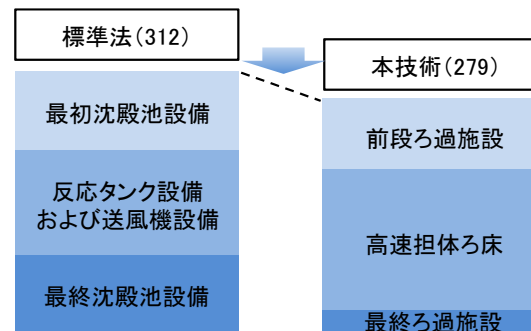 標準法(312)
本技術(279)
最初沈殿池設備
反応タンク設備
および送風機設備
最終沈殿池設備
前段ろ過施設
高速担体ろ床
最終ろ過施設